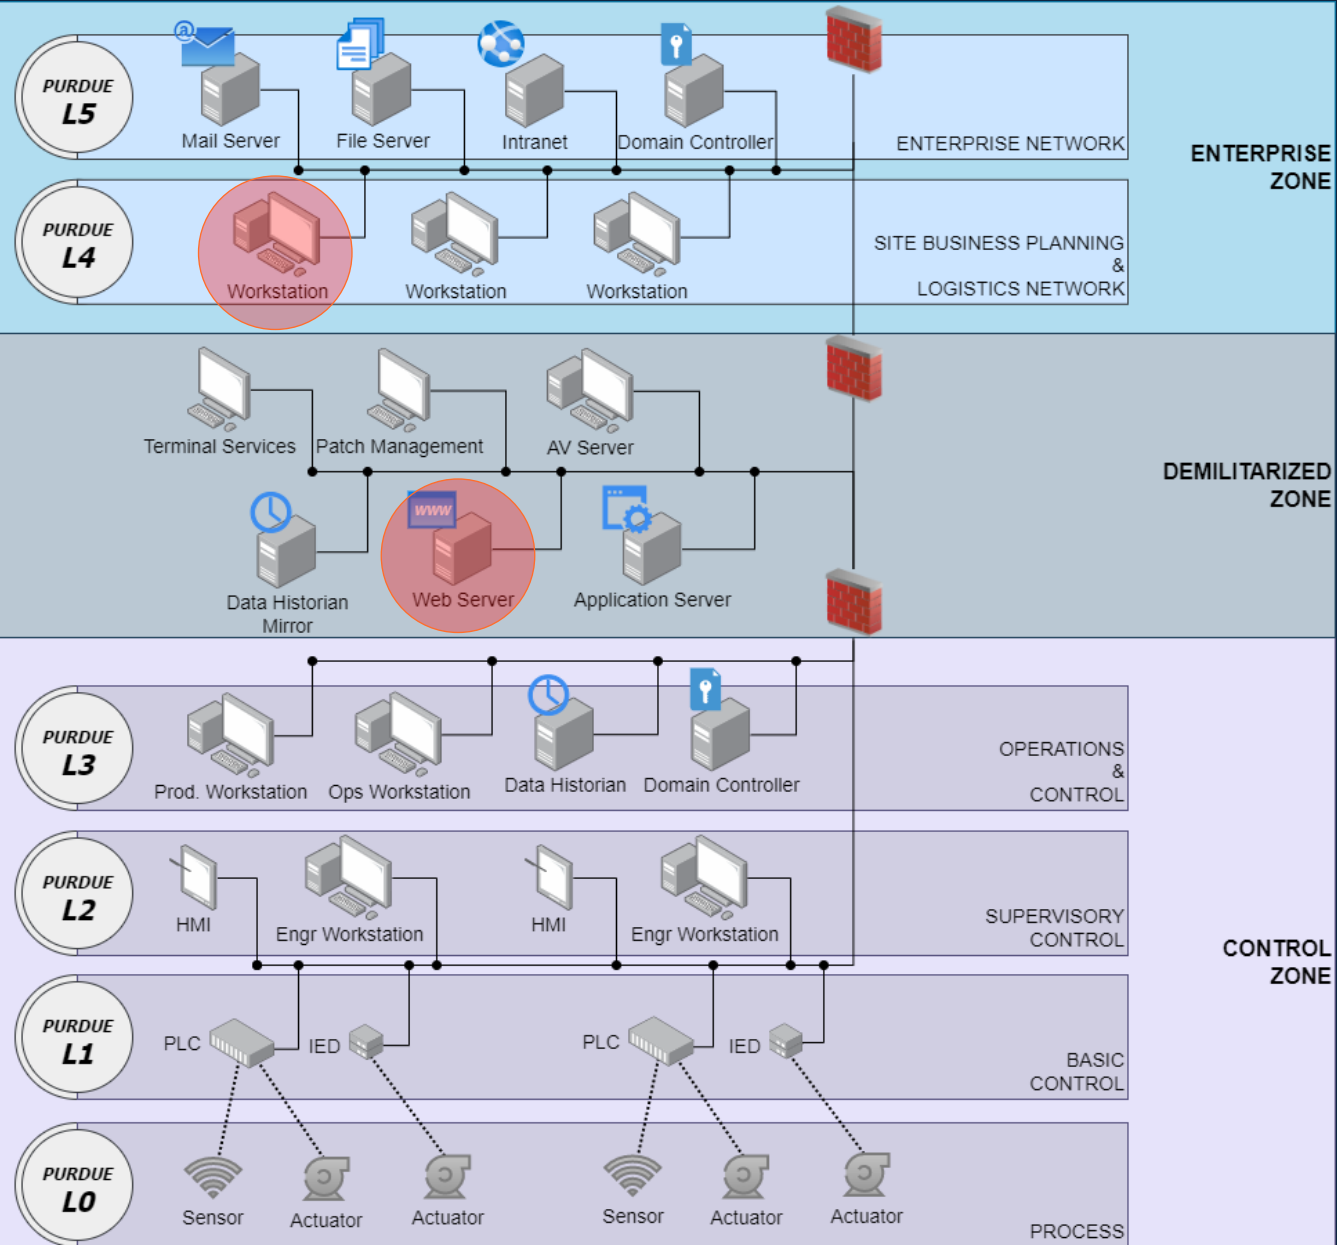 PURDUE
L5
@
Mail Server
File Server
Intranet
Domain Controller
ENTERPRISE NETWORK
ENTERPRISE
ZONE
PURDUE
L4
Workstation
Workstation
Workstation
SITE BUSINESS PLANNING
&
LOGISTICS NETWORK
Terminal Services
Patch Management
AV Server
DEMILITARIZED
ZONE
www
Data Historian
Mirror
Web Server
Application Server
PURDUE
L3
Prod. Workstation
Ops Workstation
Data Historian
Domain Controller
OPERATIONS
&
CONTROL
PURDUE
L2
HMI
Engr Workstation
HMI
Engr Workstation
SUPERVISORY
CONTROL
CONTROL
ZONE
PURDUE
L1
PLC
IED
PLC
IED
BASIC
CONTROL
PURDUE
L0
Sensor
Actuator
Actuator
Sensor
Actuator
Actuator
PROCESS